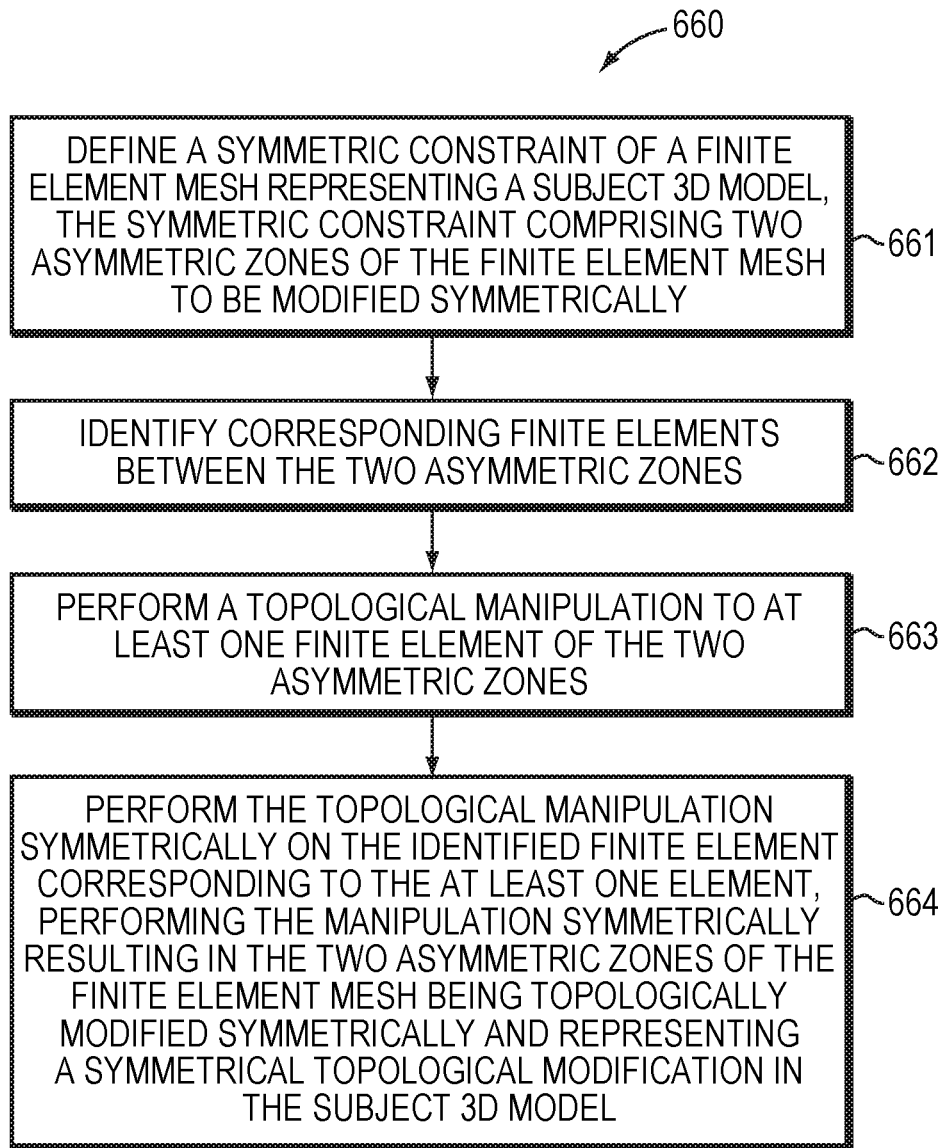 660
DEFINE A SYMMETRIC CONSTRAINT OF A FINITE
ELEMENT MESH REPRESENTING A SUBJECT 3D MODEL,
THE SYMMETRIC CONSTRAINT COMPRISING TWO
ASYMMETRIC ZONES OF THE FINITE ELEMENT MESH
TO BE MODIFIED SYMMETRICALLY
661
IDENTIFY CORRESPONDING FINITE ELEMENTS
BETWEEN THE TWO ASYMMETRIC ZONES
662
PERFORM A TOPOLOGICAL MANIPULATION TO AT
LEAST ONE FINITE ELEMENT OF THE TWO
ASYMMETRIC ZONES
663
PERFORM THE TOPOLOGICAL MANIPULATION
SYMMETRICALLY ON THE IDENTIFIED FINITE ELEMENT
CORRESPONDING TO THE AT LEAST ONE ELEMENT,
PERFORMING THE MANIPULATION SYMMETRICALLY
RESULTING IN THE TWO ASYMMETRIC ZONES OF THE
FINITE ELEMENT MESH BEING TOPOLOGICALLY
MODIFIED SYMMETRICALLY AND REPRESENTING
A SYMMETRICAL TOPOLOGICAL MODIFICATION IN
THE SUBJECT 3D MODEL
664